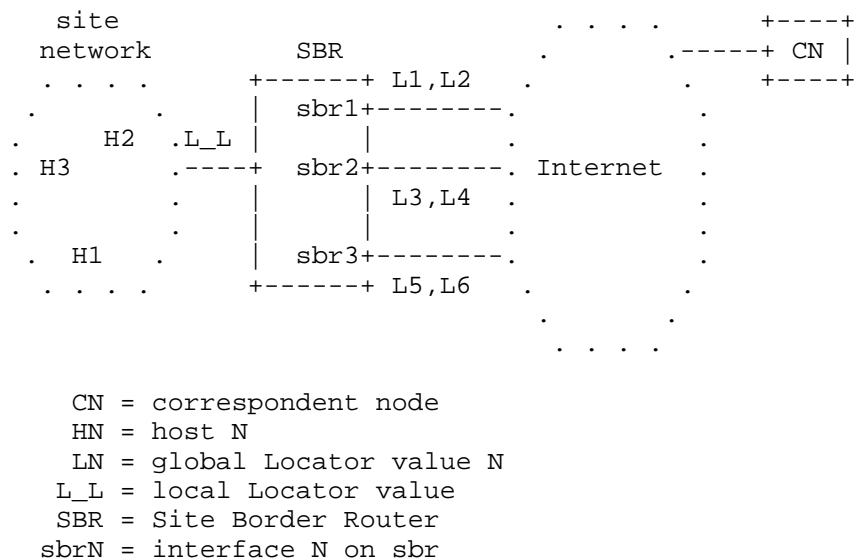 site . . . . +----+
network SBR . .-----+ CN |
. . . . +------+ L1,L2 . . +----+
. . | sbr1+--------. .
. H2 .L_L | | . .
. H3 .----+ sbr2+--------. Internet .
. . | | L3,L4 . .
. . | | . .
. H1 . | sbr3+--------. .
. . . . +------+ L5,L6 . .
. .
. . . .
CN = correspondent node
HN = host N
LN = global Locator value N
L_L = local Locator value
SBR = Site Border Router
sbrN = interface N on sbr